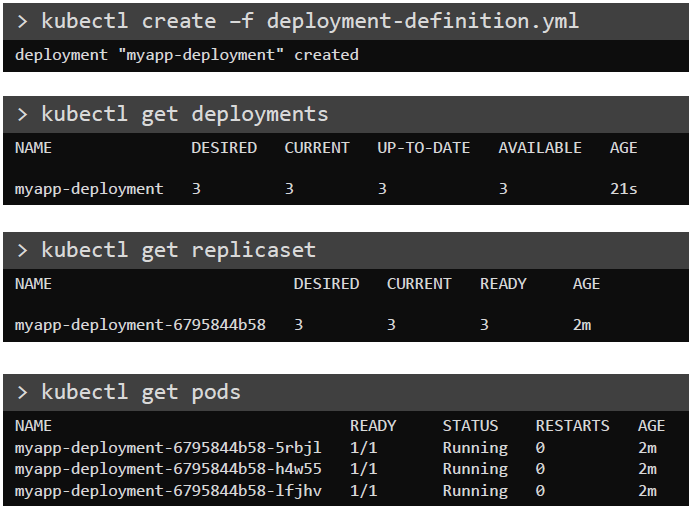 > kubectl create –f deployment-definition.yml
deployment "myapp-deployment" created
> kubectl get deployments
NAME DESIRED CURRENT UP-TO-DATE AVAILABLE AGE
myapp-deployment 3 3 3 3 21s
> kubectl get replicaset
NAME DESIRED CURRENT READY AGE
myapp-deployment-6795844b58 3 3 3 2m
> kubectl get pods
NAME READY STATUS RESTARTS AGE
myapp-deployment-6795844b58-5rbjl 1/1 Running 0 2m
myapp-deployment-6795844b58-h4w55 1/1 Running 0 2m
myapp-deployment-6795844b58-lfjhv 1/1 Running 0 2m